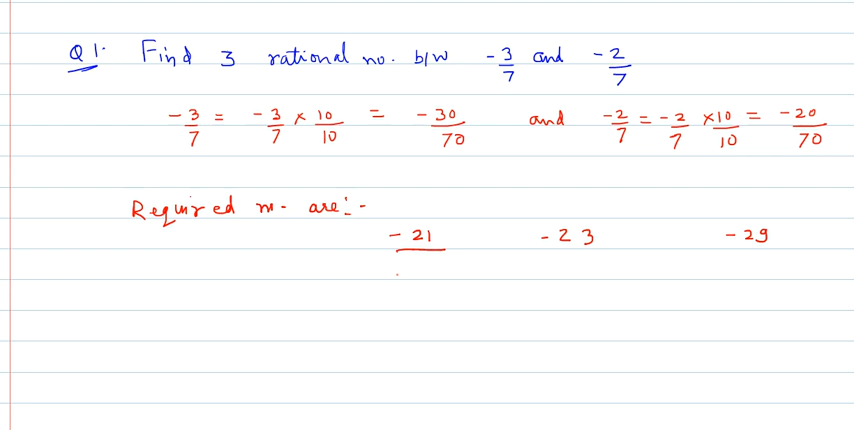 Q1. Find 3 rational no. b/w -3/7 and -2/7
-3/7 = -3/7 × 10/10 = -30/70 and -2/7 = -2/7 × 10/10 = -20/70
Required no. are:-
-21 -23 -29